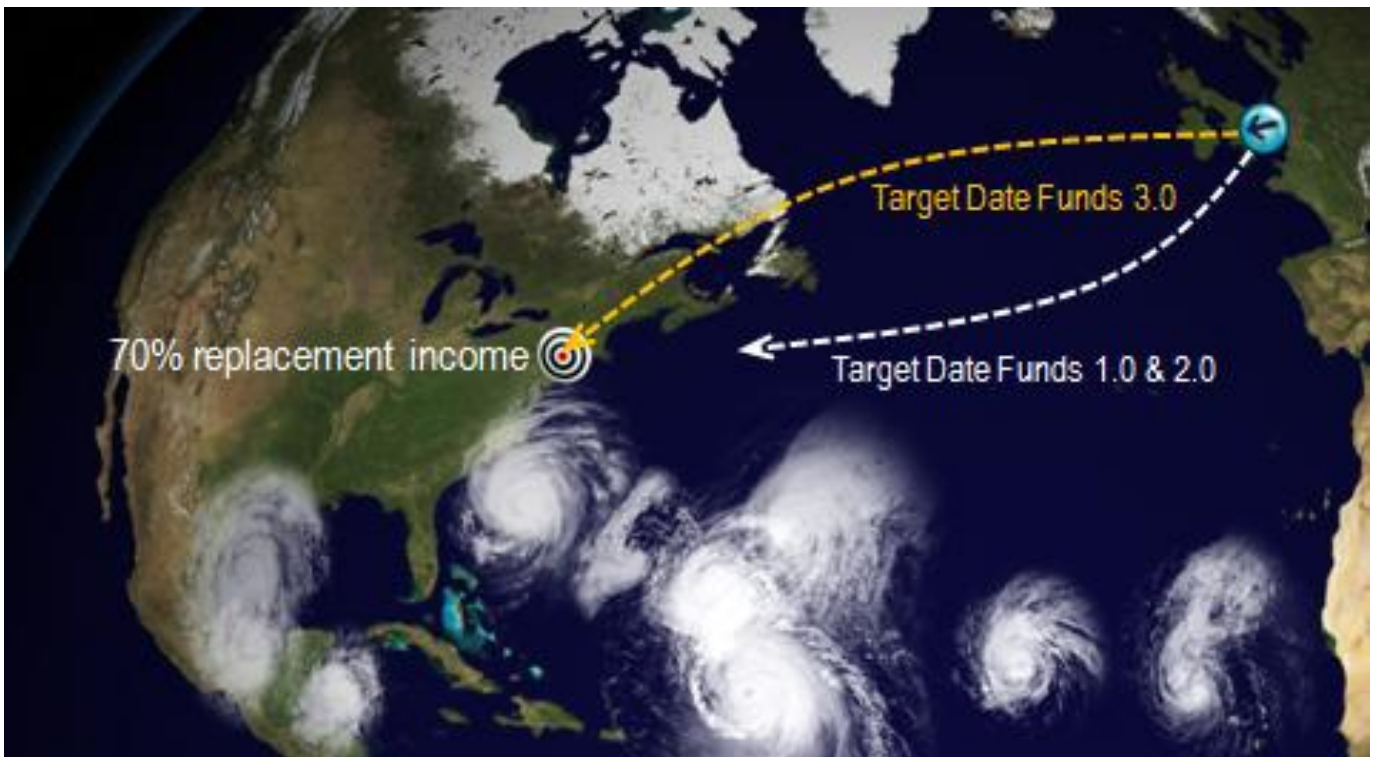 Target Date Funds 3.0
70% replacement income
Target Date Funds 1.0 & 2.0